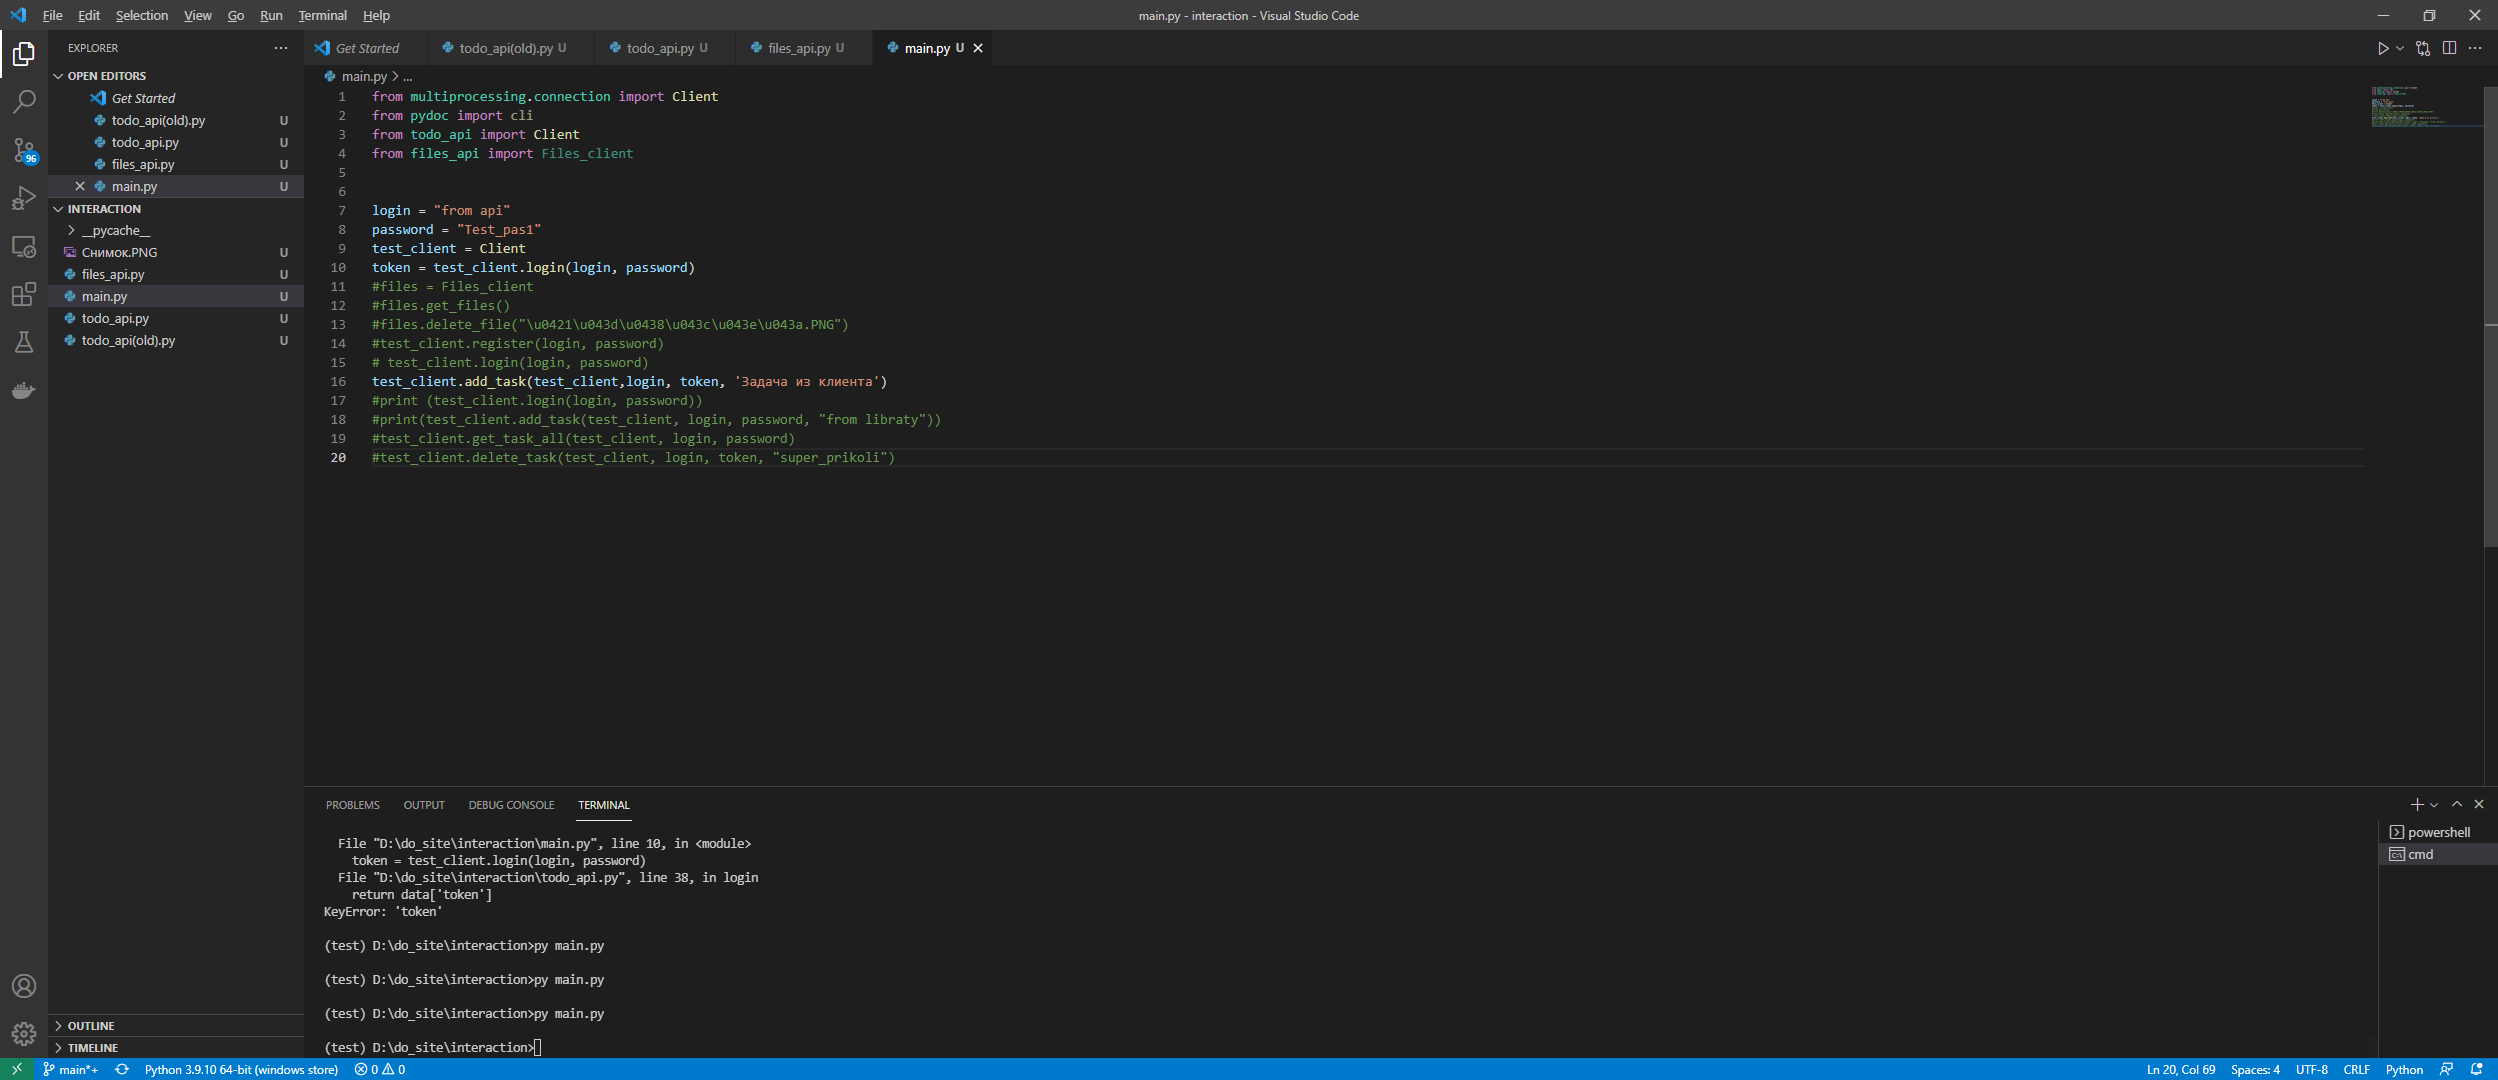 File Edit Selection View Go Run Terminal Help
main.py - interaction - Visual Studio Code
EXPLORER
Get Started
todo_api(old).py U
todo_api.py U
files_api.py U
main.py U
OPEN EDITORS
Get Started
todo_api(old).py U
todo_api.py U
files_api.py U
main.py U
INTERACTION
__pycache__
Снимок.PNG U
files_api.py U
main.py U
todo_api.py U
todo_api(old).py U
OUTLINE
TIMELINE
96
main.py > ...
1 from multiprocessing.connection import Client
2 from pydoc import cli
3 from todo_api import Client
4 from files_api import Files_client
5
6
7 login = "from api"
8 password = "Test_pas1"
9 test_client = Client
10 token = test_client.login(login, password)
11 #files = Files_client
12 #files.get_files()
13 #files.delete_file("\u0421\u043d\u0438\u043c\u043e\u043a.PNG")
14 #test_client.register(login, password)
15 # test_client.login(login, password)
16 test_client.add_task(test_client,login, token, 'Задача из клиента')
17 #print (test_client.login(login, password))
18 #print(test_client.add_task(test_client, login, password, "from libraty"))
19 #test_client.get_task_all(test_client, login, password)
20 #test_client.delete_task(test_client, login, token, "super_prikoli")
PROBLEMS OUTPUT DEBUG CONSOLE TERMINAL
File "D:\do_site\interaction\main.py", line 10, in <module>
token = test_client.login(login, password)
File "D:\do_site\interaction\todo_api.py", line 38, in login
return data['token']
KeyError: 'token'
(test) D:\do_site\interaction>py main.py
(test) D:\do_site\interaction>py main.py
(test) D:\do_site\interaction>py main.py
(test) D:\do_site\interaction>
powershell
cmd
main*+ Python 3.9.10 64-bit (windows store) 0 0
Ln 20, Col 69 Spaces: 4 UTF-8 CRLF Python